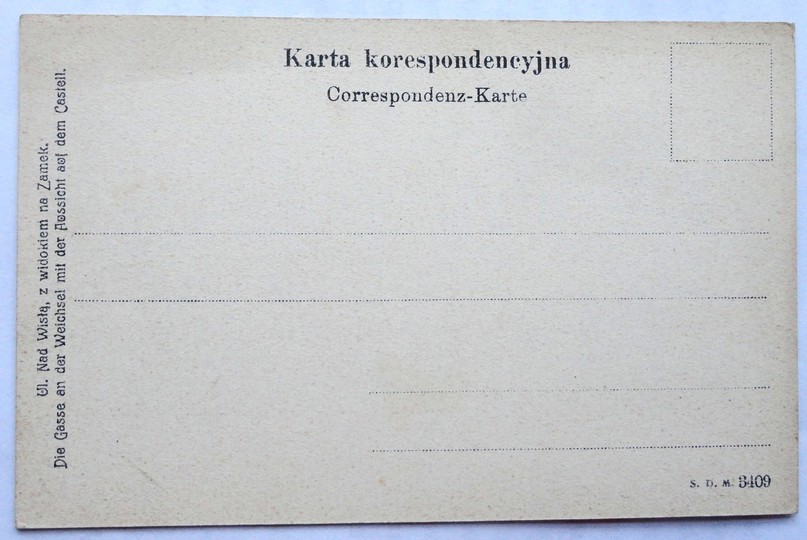 Karta korespondencyjna
Correspondenz-Karte
Ul. Nad Wisłą, z widokiem na Zamek.
Die Gasse an der Weichsel mit der Aussicht auf dem Castell.
S. D. M. 3409